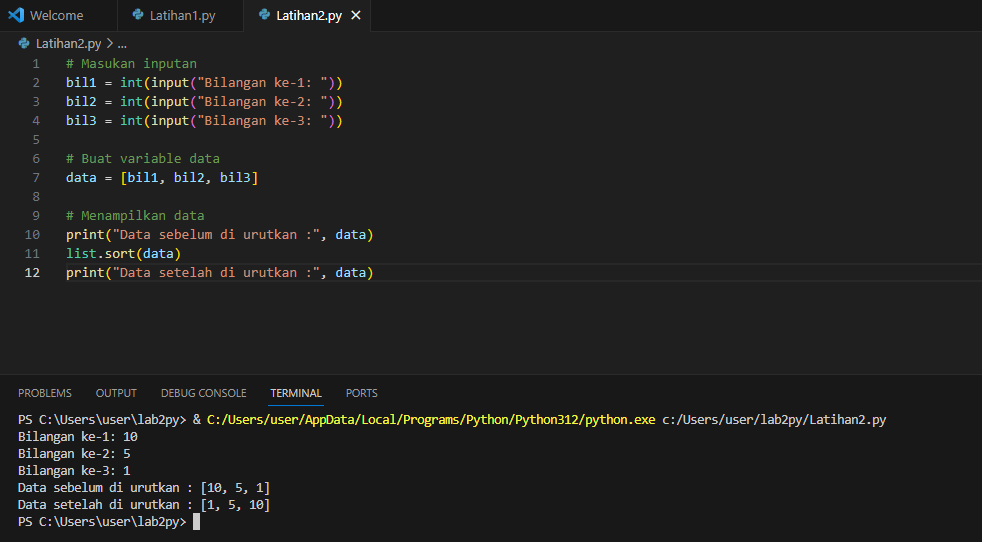 Welcome Latihan1.py Latihan2.py
Latihan2.py > ...
1 # Masukan inputan
2 bil1 = int(input("Bilangan ke-1: "))
3 bil2 = int(input("Bilangan ke-2: "))
4 bil3 = int(input("Bilangan ke-3: "))
5
6 # Buat variable data
7 data = [bil1, bil2, bil3]
8
9 # Menampilkan data
10 print("Data sebelum di urutkan :", data)
11 list.sort(data)
12 print("Data setelah di urutkan :", data)
PROBLEMS OUTPUT DEBUG CONSOLE TERMINAL PORTS
PS C:\Users\user\lab2py> & C:/Users/user/AppData/Local/Programs/Python/Python312/python.exe c:/Users/user/lab2py/Latihan2.py
Bilangan ke-1: 10
Bilangan ke-2: 5
Bilangan ke-3: 1
Data sebelum di urutkan : [10, 5, 1]
Data setelah di urutkan : [1, 5, 10]
PS C:\Users\user\lab2py>